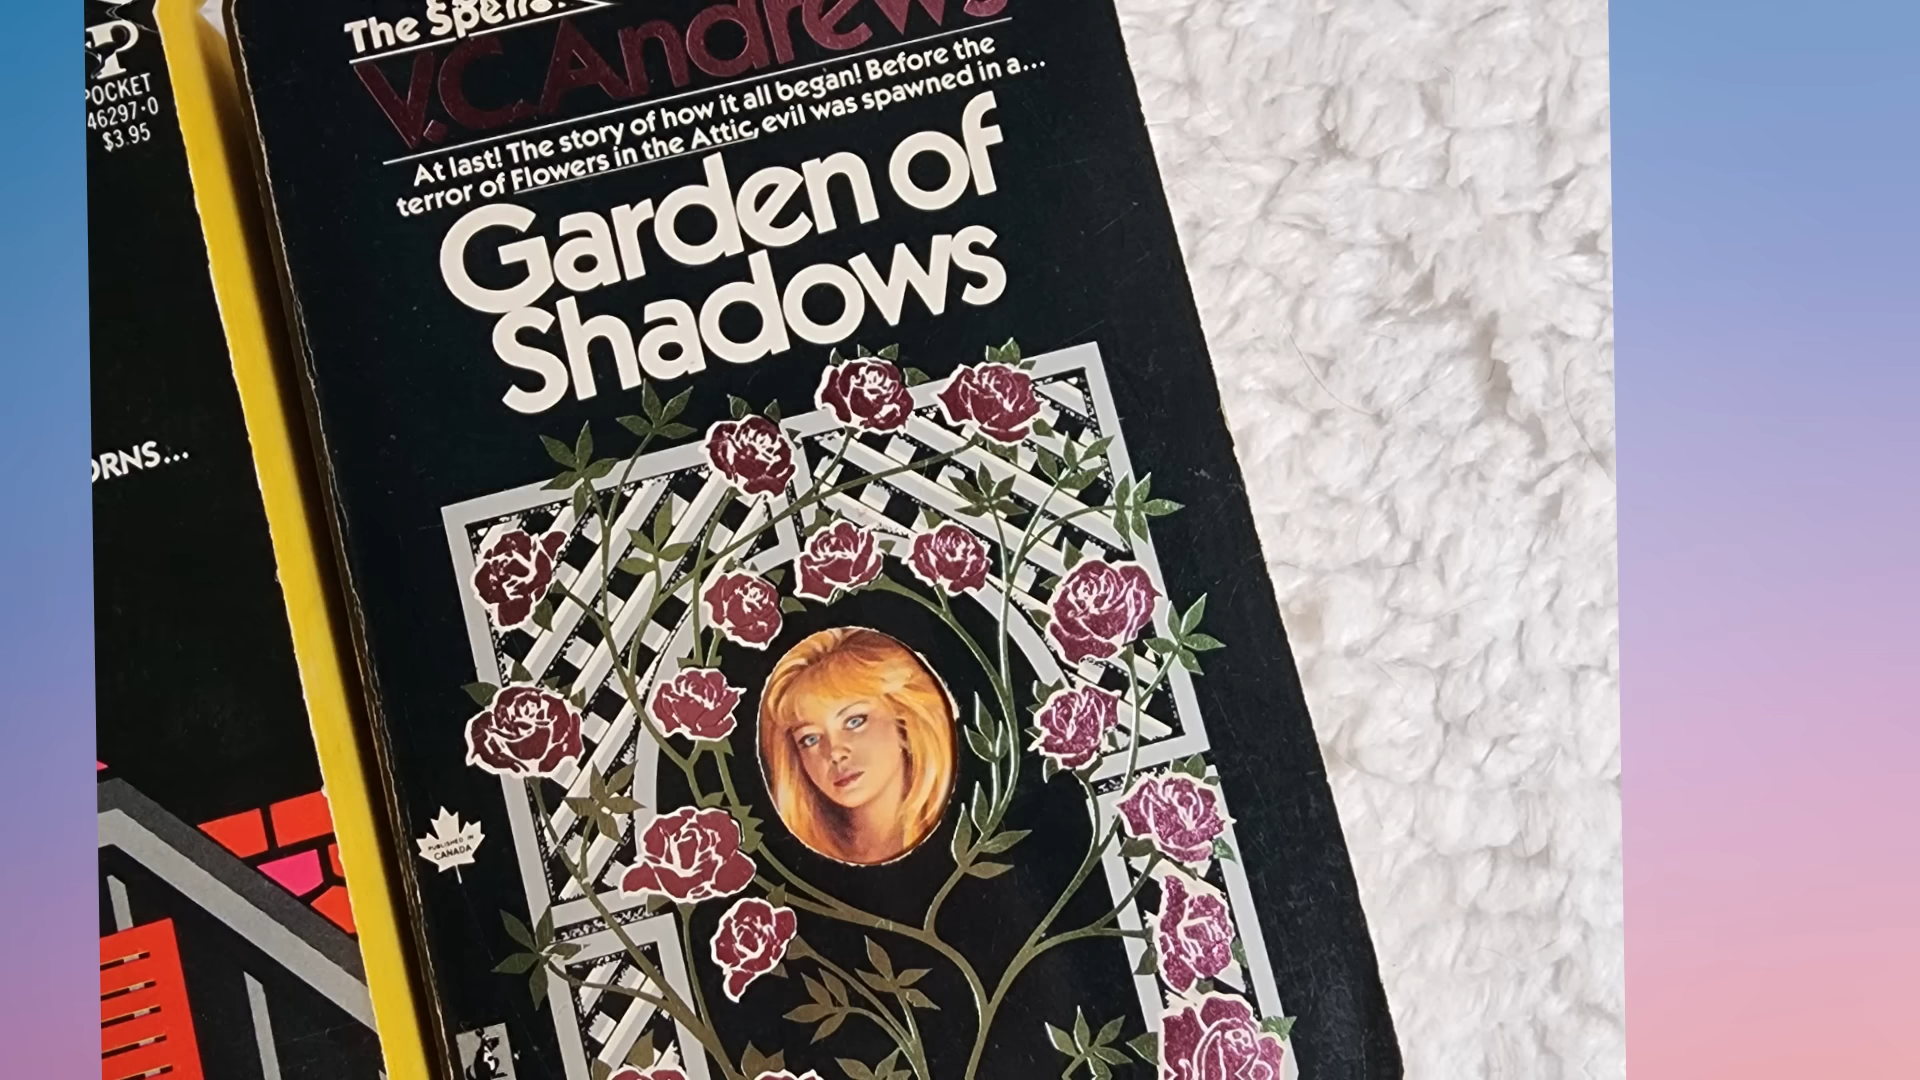 POCKET
46297-0
$3.95
ORNS...
The Spell
V.C. Andrews
At last! The story of how it all began! Before the
terror of Flowers in the Attic, evil was spawned in a...
Garden of
Shadows
PUBLISHED IN
CANADA